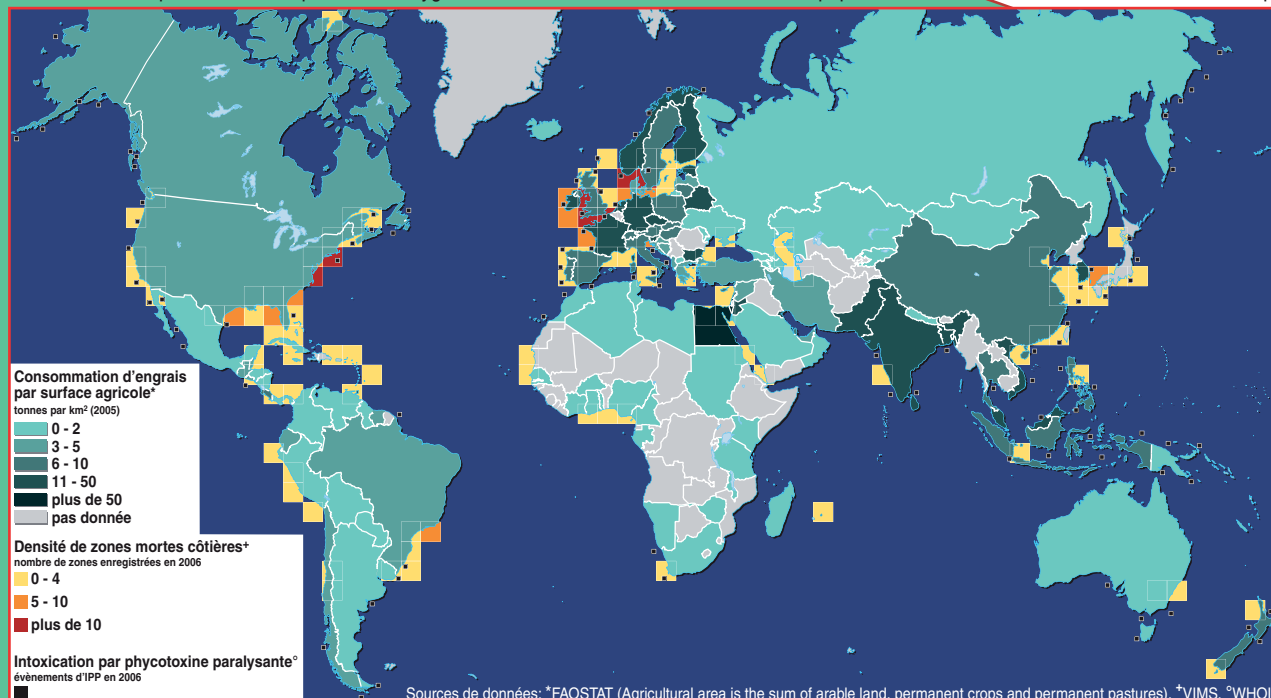 Consommation d'engrais
par surface agricole*
tonnes par km² (2005)
0 - 2
3 - 5
6 - 10
11 - 50
plus de 50
pas donnée
Densité de zones mortes côtières+
nombre de zones enregistrées en 2006
0 - 4
5 - 10
plus de 10
Intoxication par phycotoxine paralysante°
évènements d'IPP en 2006
Sources de données: *FAOSTAT (Agricultural area is the sum of arable land, permanent crops and permanent pastures), +VIMS, °WHOI